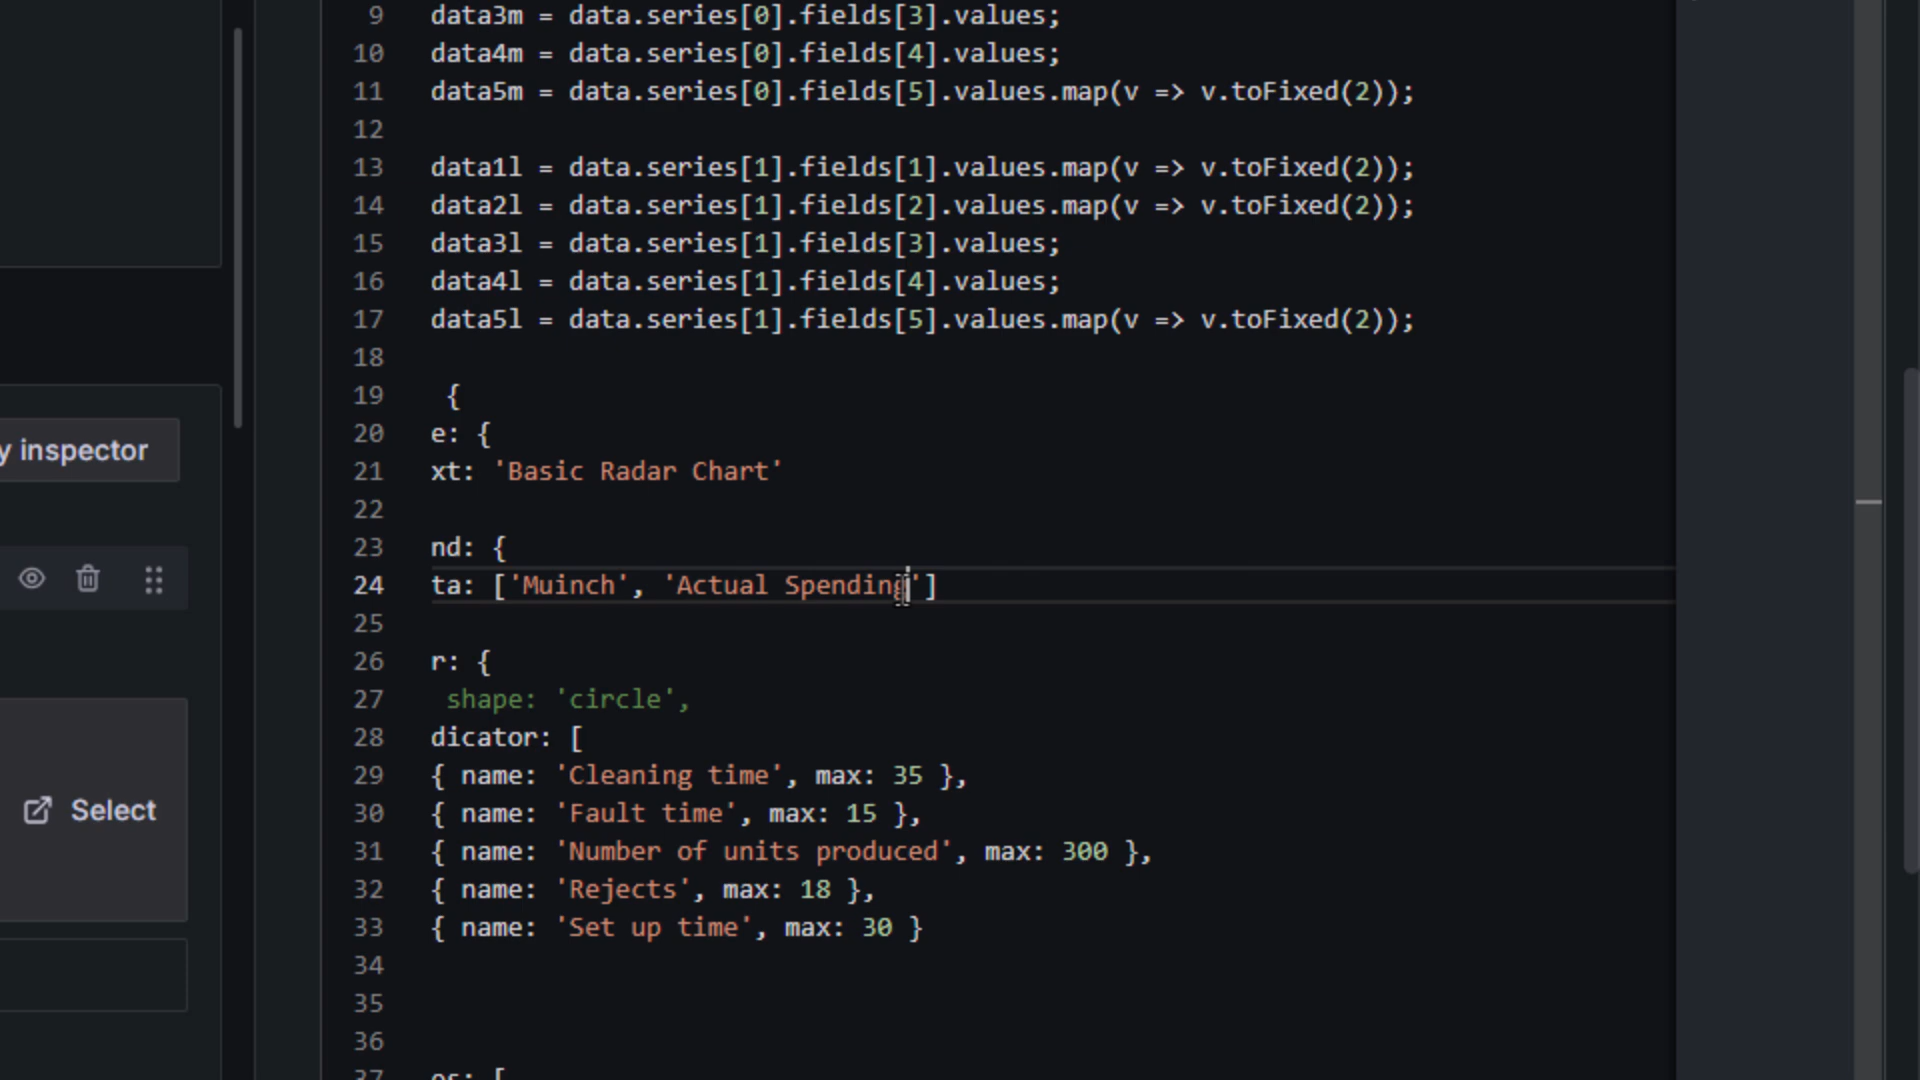 9 data3m = data.series[0].fields[3].values;
10 data4m = data.series[0].fields[4].values;
11 data5m = data.series[0].fields[5].values.map(v => v.toFixed(2));
12
13 data1l = data.series[1].fields[1].values.map(v => v.toFixed(2));
14 data2l = data.series[1].fields[2].values.map(v => v.toFixed(2));
15 data3l = data.series[1].fields[3].values;
16 data4l = data.series[1].fields[4].values;
17 data5l = data.series[1].fields[5].values.map(v => v.toFixed(2));
18
19 {
20 e: {
y inspector
21 xt: 'Basic Radar Chart'
22
23 nd: {
24 ta: ['Muinch', 'Actual Spending']
25
26 r: {
27 shape: 'circle',
28 dicator: [
29 { name: 'Cleaning time', max: 35 },
30 { name: 'Fault time', max: 15 },
Select
31 { name: 'Number of units produced', max: 300 },
32 { name: 'Rejects', max: 18 },
33 { name: 'Set up time', max: 30 }
34
35
36
37 es: [